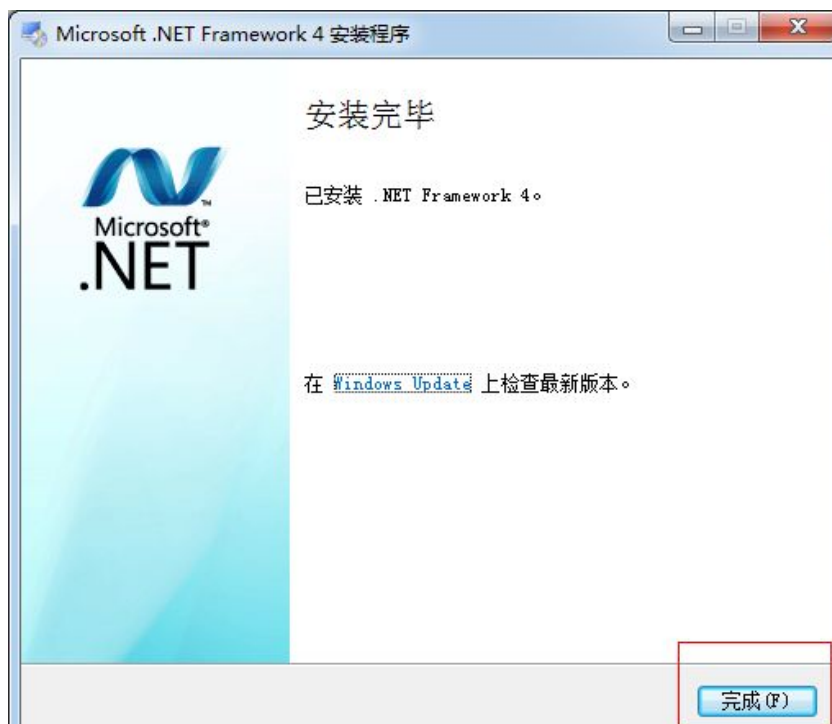 Microsoft .NET Framework 4 安装程序
安装完毕
已安装 .NET Framework 4。
Microsoft®
.NET™
在 Windows Update 上检查最新版本。
完成(F)